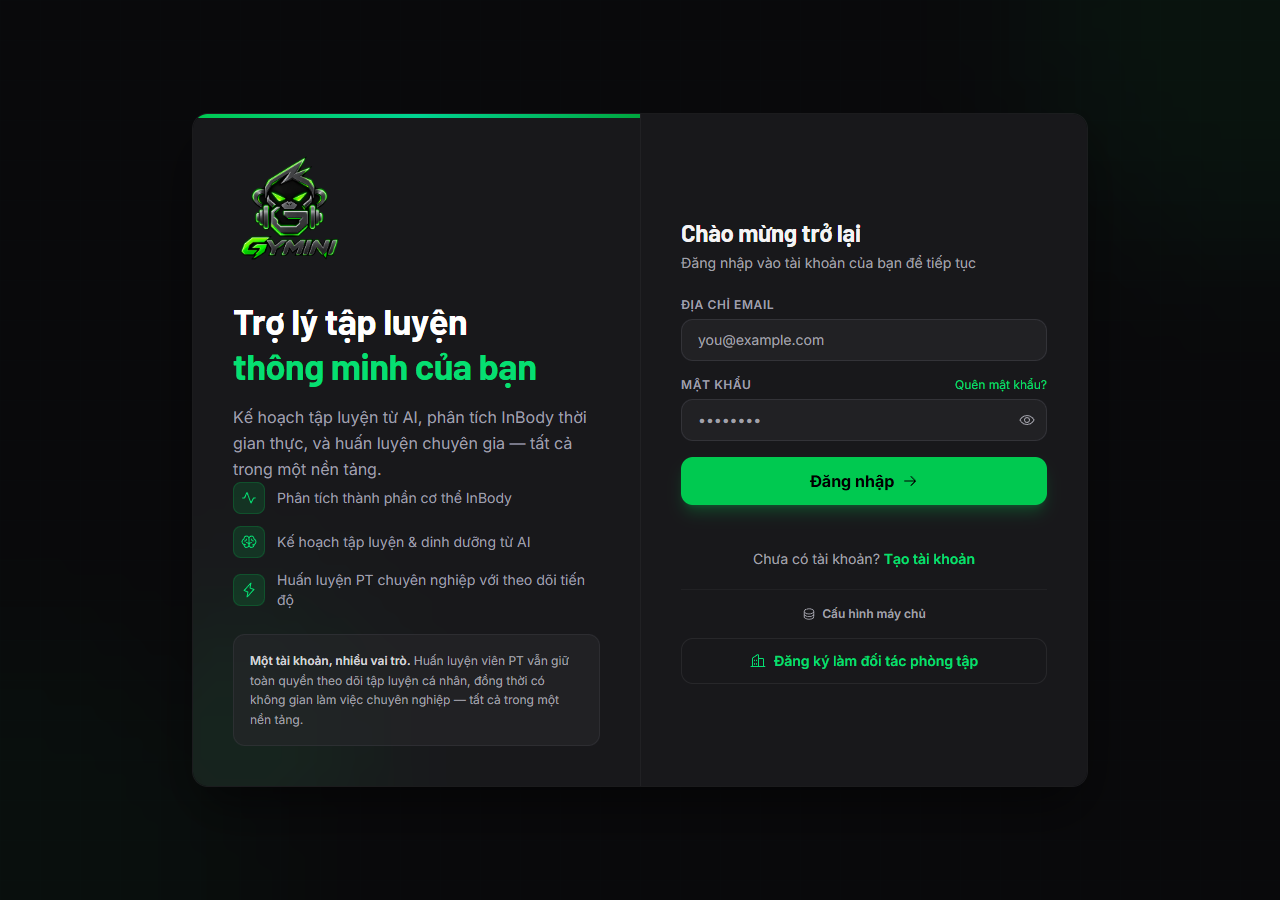 GYMINI
Trợ lý tập luyện
thông minh của bạn
Kế hoạch tập luyện từ AI, phân tích InBody thời
gian thực, và huấn luyện chuyên gia — tất cả
trong một nền tảng.
Phân tích thành phần cơ thể InBody
Kế hoạch tập luyện & dinh dưỡng từ AI
Huấn luyện PT chuyên nghiệp với theo dõi tiến
độ
Một tài khoản, nhiều vai trò. Huấn luyện viên PT vẫn giữ
toàn quyền theo dõi tập luyện cá nhân, đồng thời có
không gian làm việc chuyên nghiệp — tất cả trong một
nền tảng.
Chào mừng trở lại
Đăng nhập vào tài khoản của bạn để tiếp tục
ĐỊA CHỈ EMAIL
you@example.com
MẬT KHẨU Quên mật khẩu?
••••••••
Đăng nhập →
Chưa có tài khoản? Tạo tài khoản
Cấu hình máy chủ
Đăng ký làm đối tác phòng tập